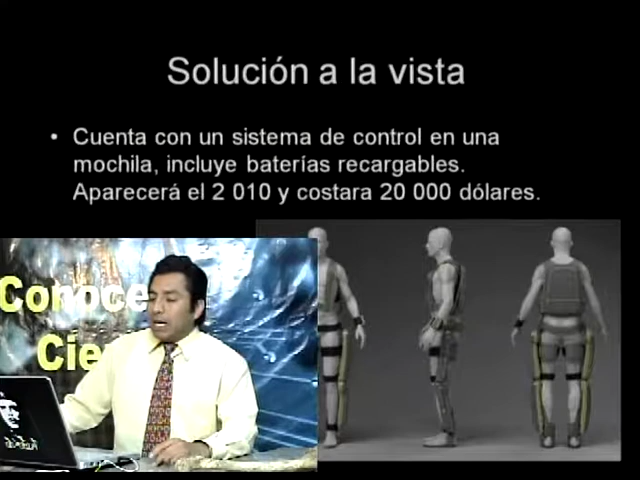 Solución a la vista
• Cuenta con un sistema de control en una
mochila, incluye baterías recargables.
Aparecerá el 2 010 y costara 20 000 dólares.
Conoce
Cie